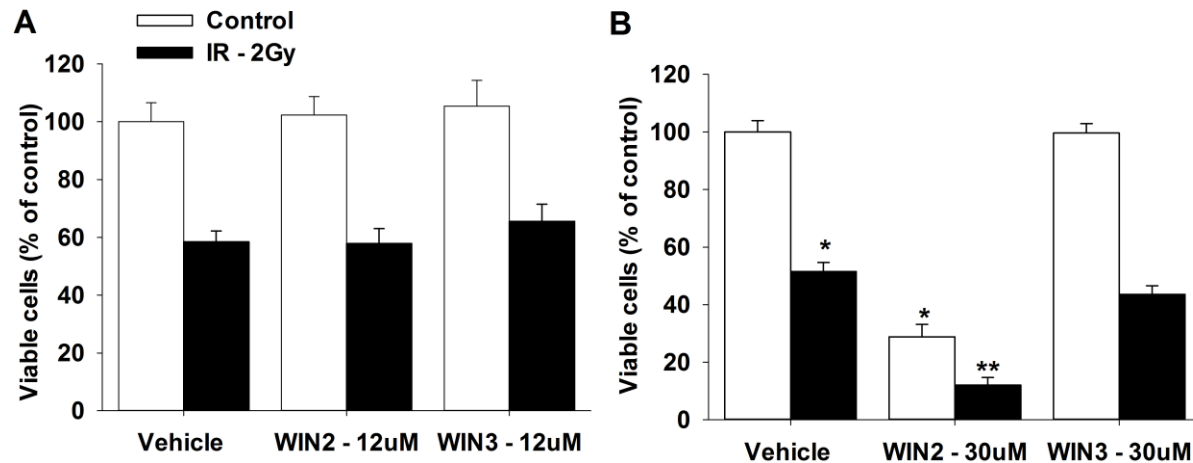 A
Control
IR - 2Gy
Viable cells (% of control)
120
100
80
60
40
20
0
Vehicle
WIN2 - 12uM
WIN3 - 12uM
B
Viable cells (% of control)
120
100
80
60
40
20
0
*
*
**
Vehicle
WIN2 - 30uM
WIN3 - 30uM